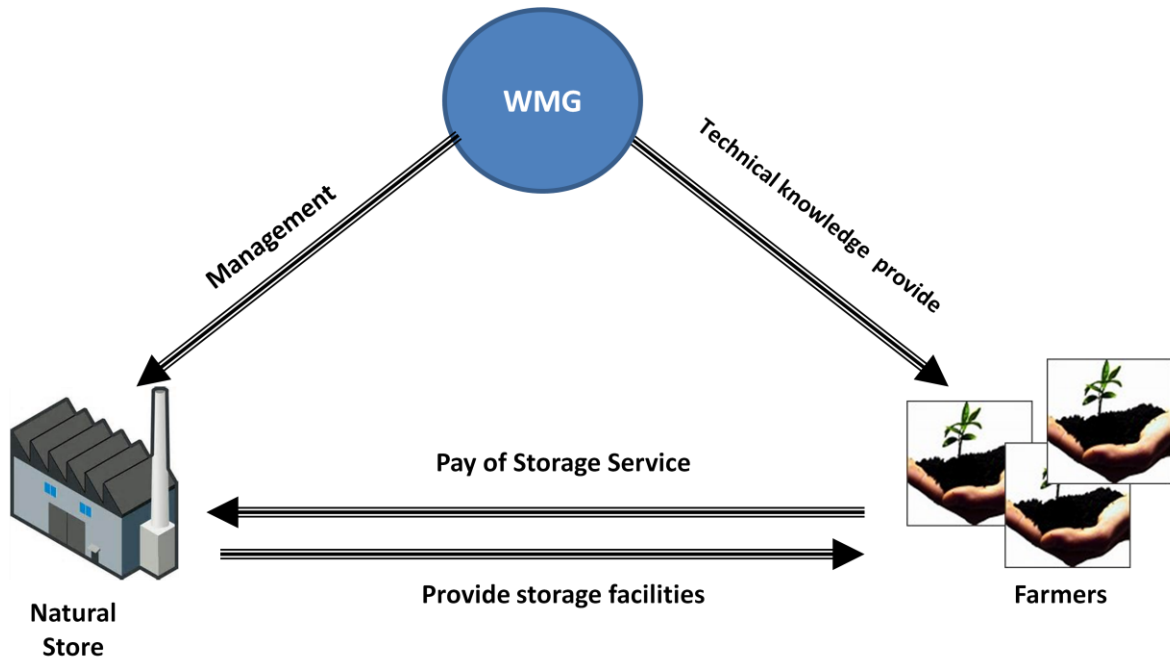 WMG
Management
Technical knowledge provide
Pay of Storage Service
Provide storage facilities
Natural
Store
Farmers